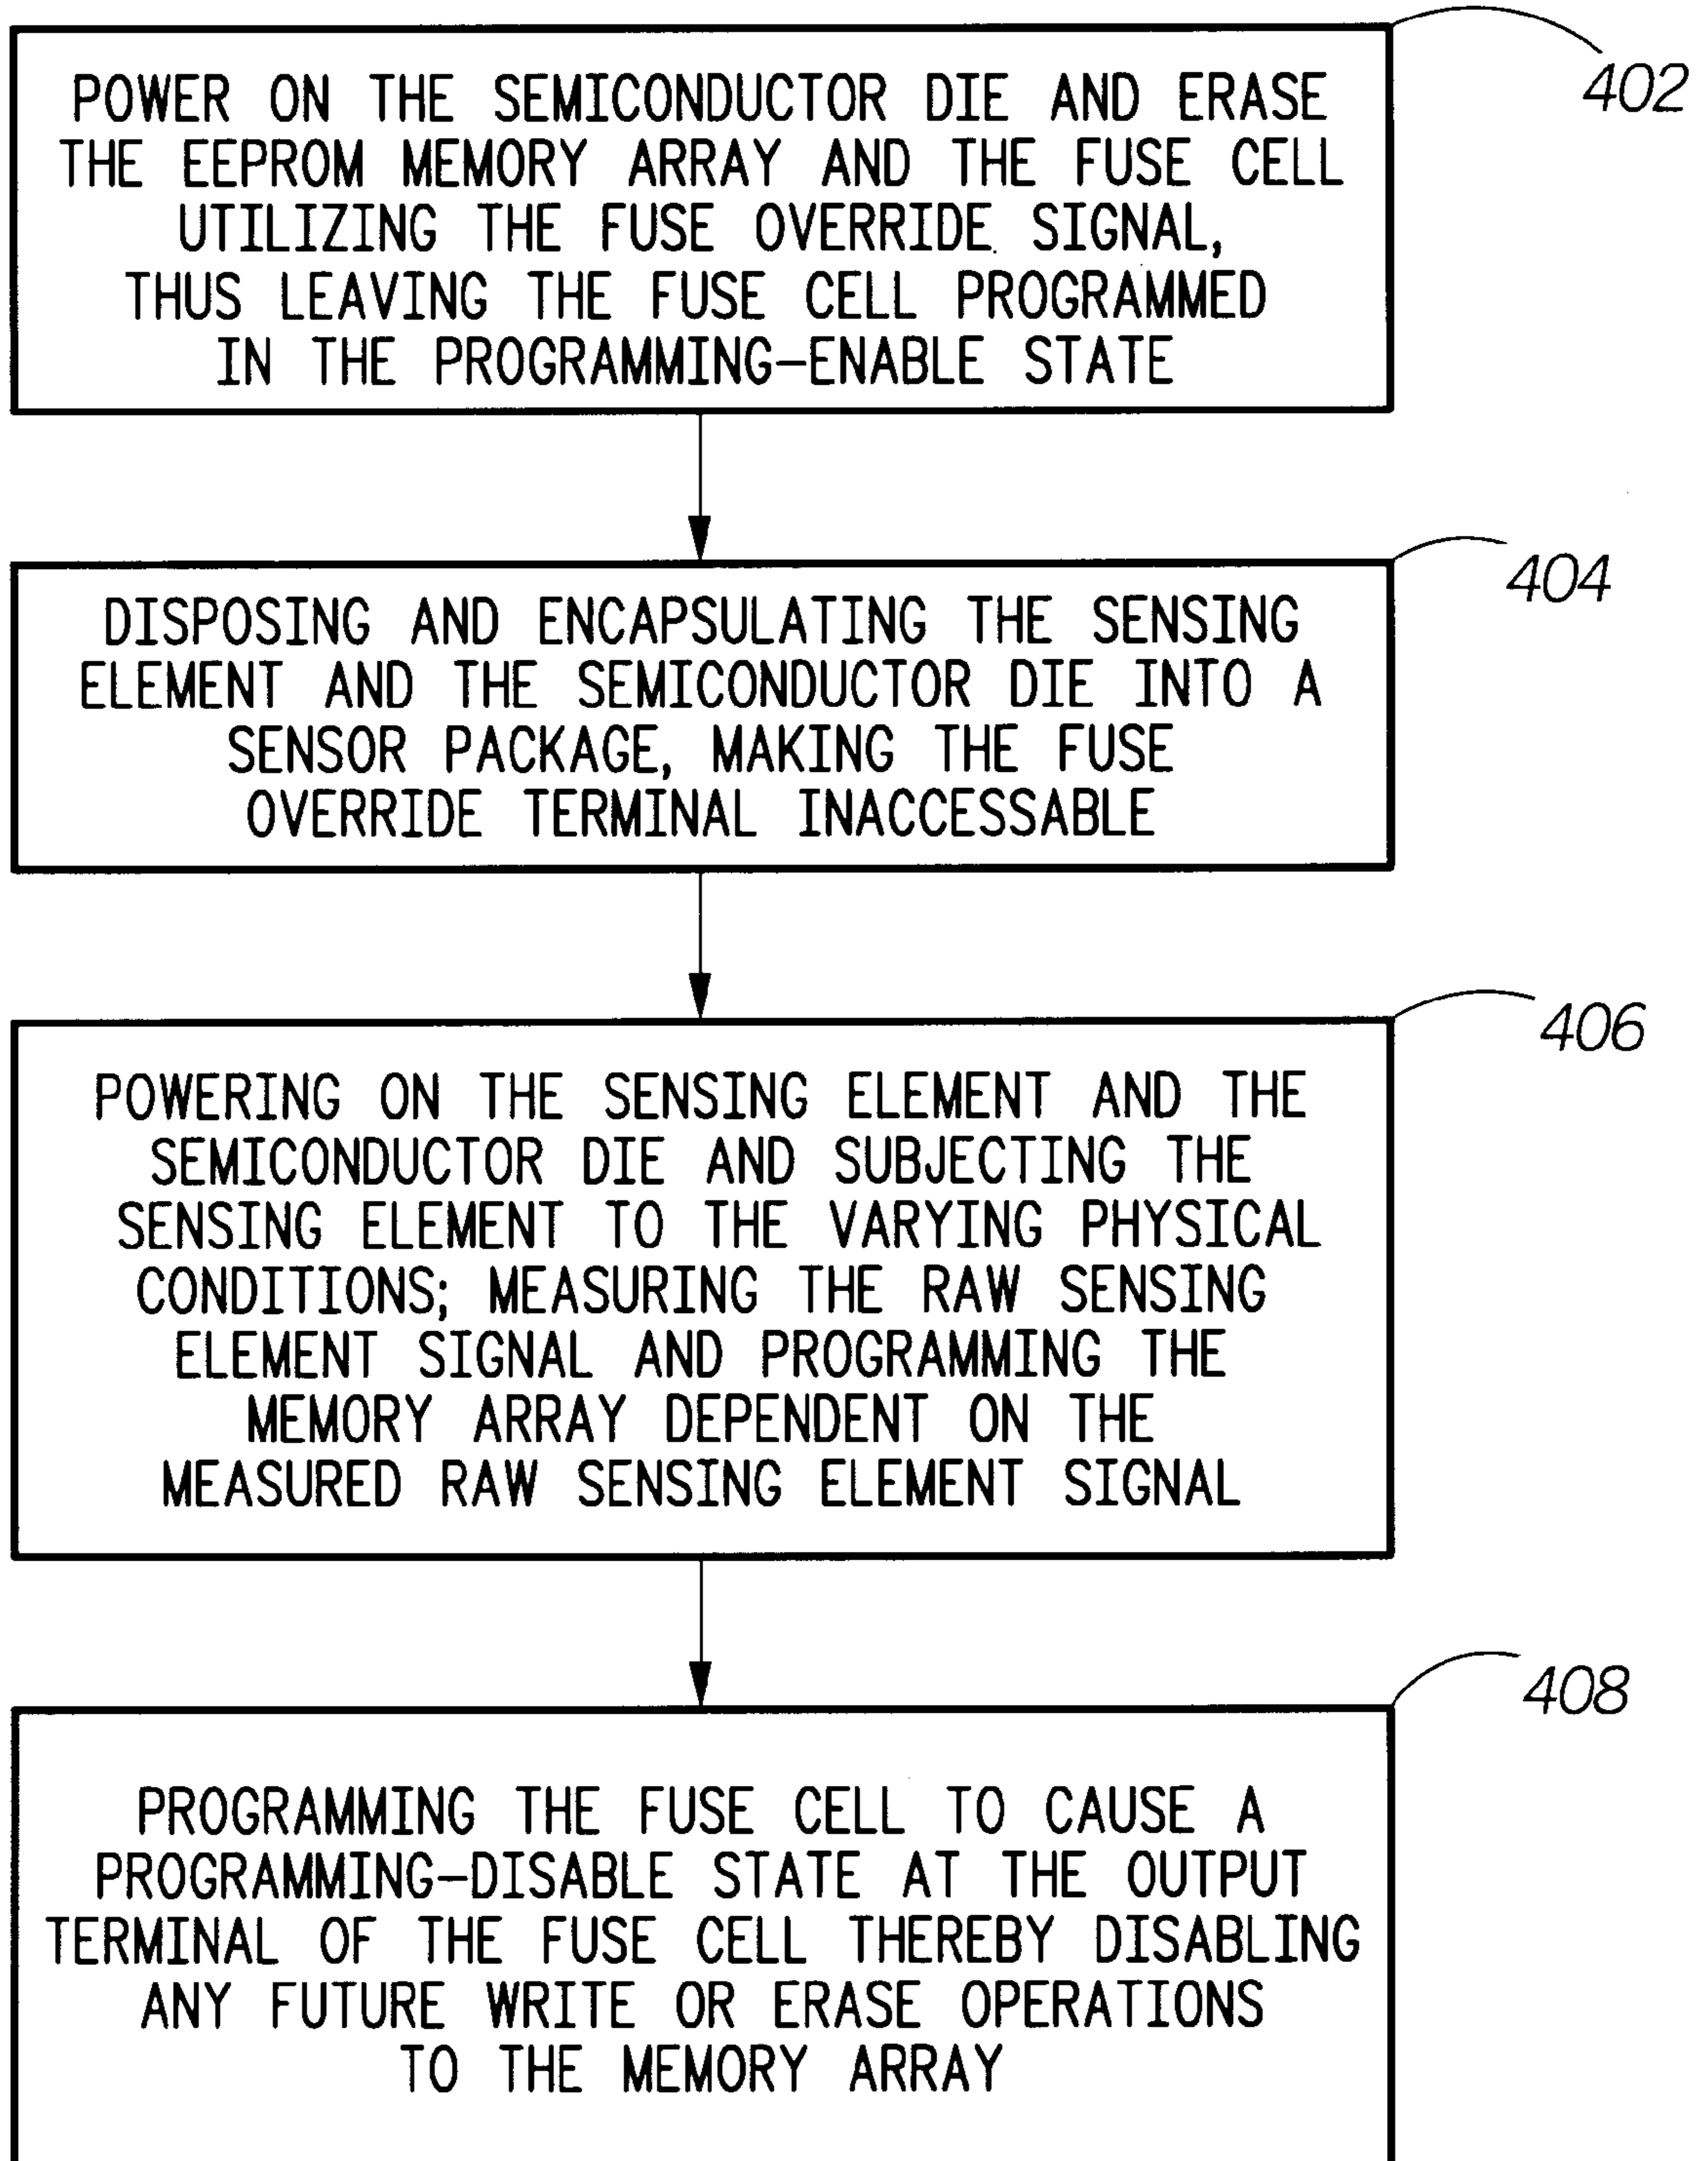 POWER ON THE SEMICONDUCTOR DIE AND ERASE
THE EEPROM MEMORY ARRAY AND THE FUSE CELL
UTILIZING THE FUSE OVERRIDE SIGNAL,
THUS LEAVING THE FUSE CELL PROGRAMMED
IN THE PROGRAMMING-ENABLE STATE
402
DISPOSING AND ENCAPSULATING THE SENSING
ELEMENT AND THE SEMICONDUCTOR DIE INTO A
SENSOR PACKAGE, MAKING THE FUSE
OVERRIDE TERMINAL INACCESSABLE
404
POWERING ON THE SENSING ELEMENT AND THE
SEMICONDUCTOR DIE AND SUBJECTING THE
SENSING ELEMENT TO THE VARYING PHYSICAL
CONDITIONS; MEASURING THE RAW SENSING
ELEMENT SIGNAL AND PROGRAMMING THE
MEMORY ARRAY DEPENDENT ON THE
MEASURED RAW SENSING ELEMENT SIGNAL
406
PROGRAMMING THE FUSE CELL TO CAUSE A
PROGRAMMING-DISABLE STATE AT THE OUTPUT
TERMINAL OF THE FUSE CELL THEREBY DISABLING
ANY FUTURE WRITE OR ERASE OPERATIONS
TO THE MEMORY ARRAY
408